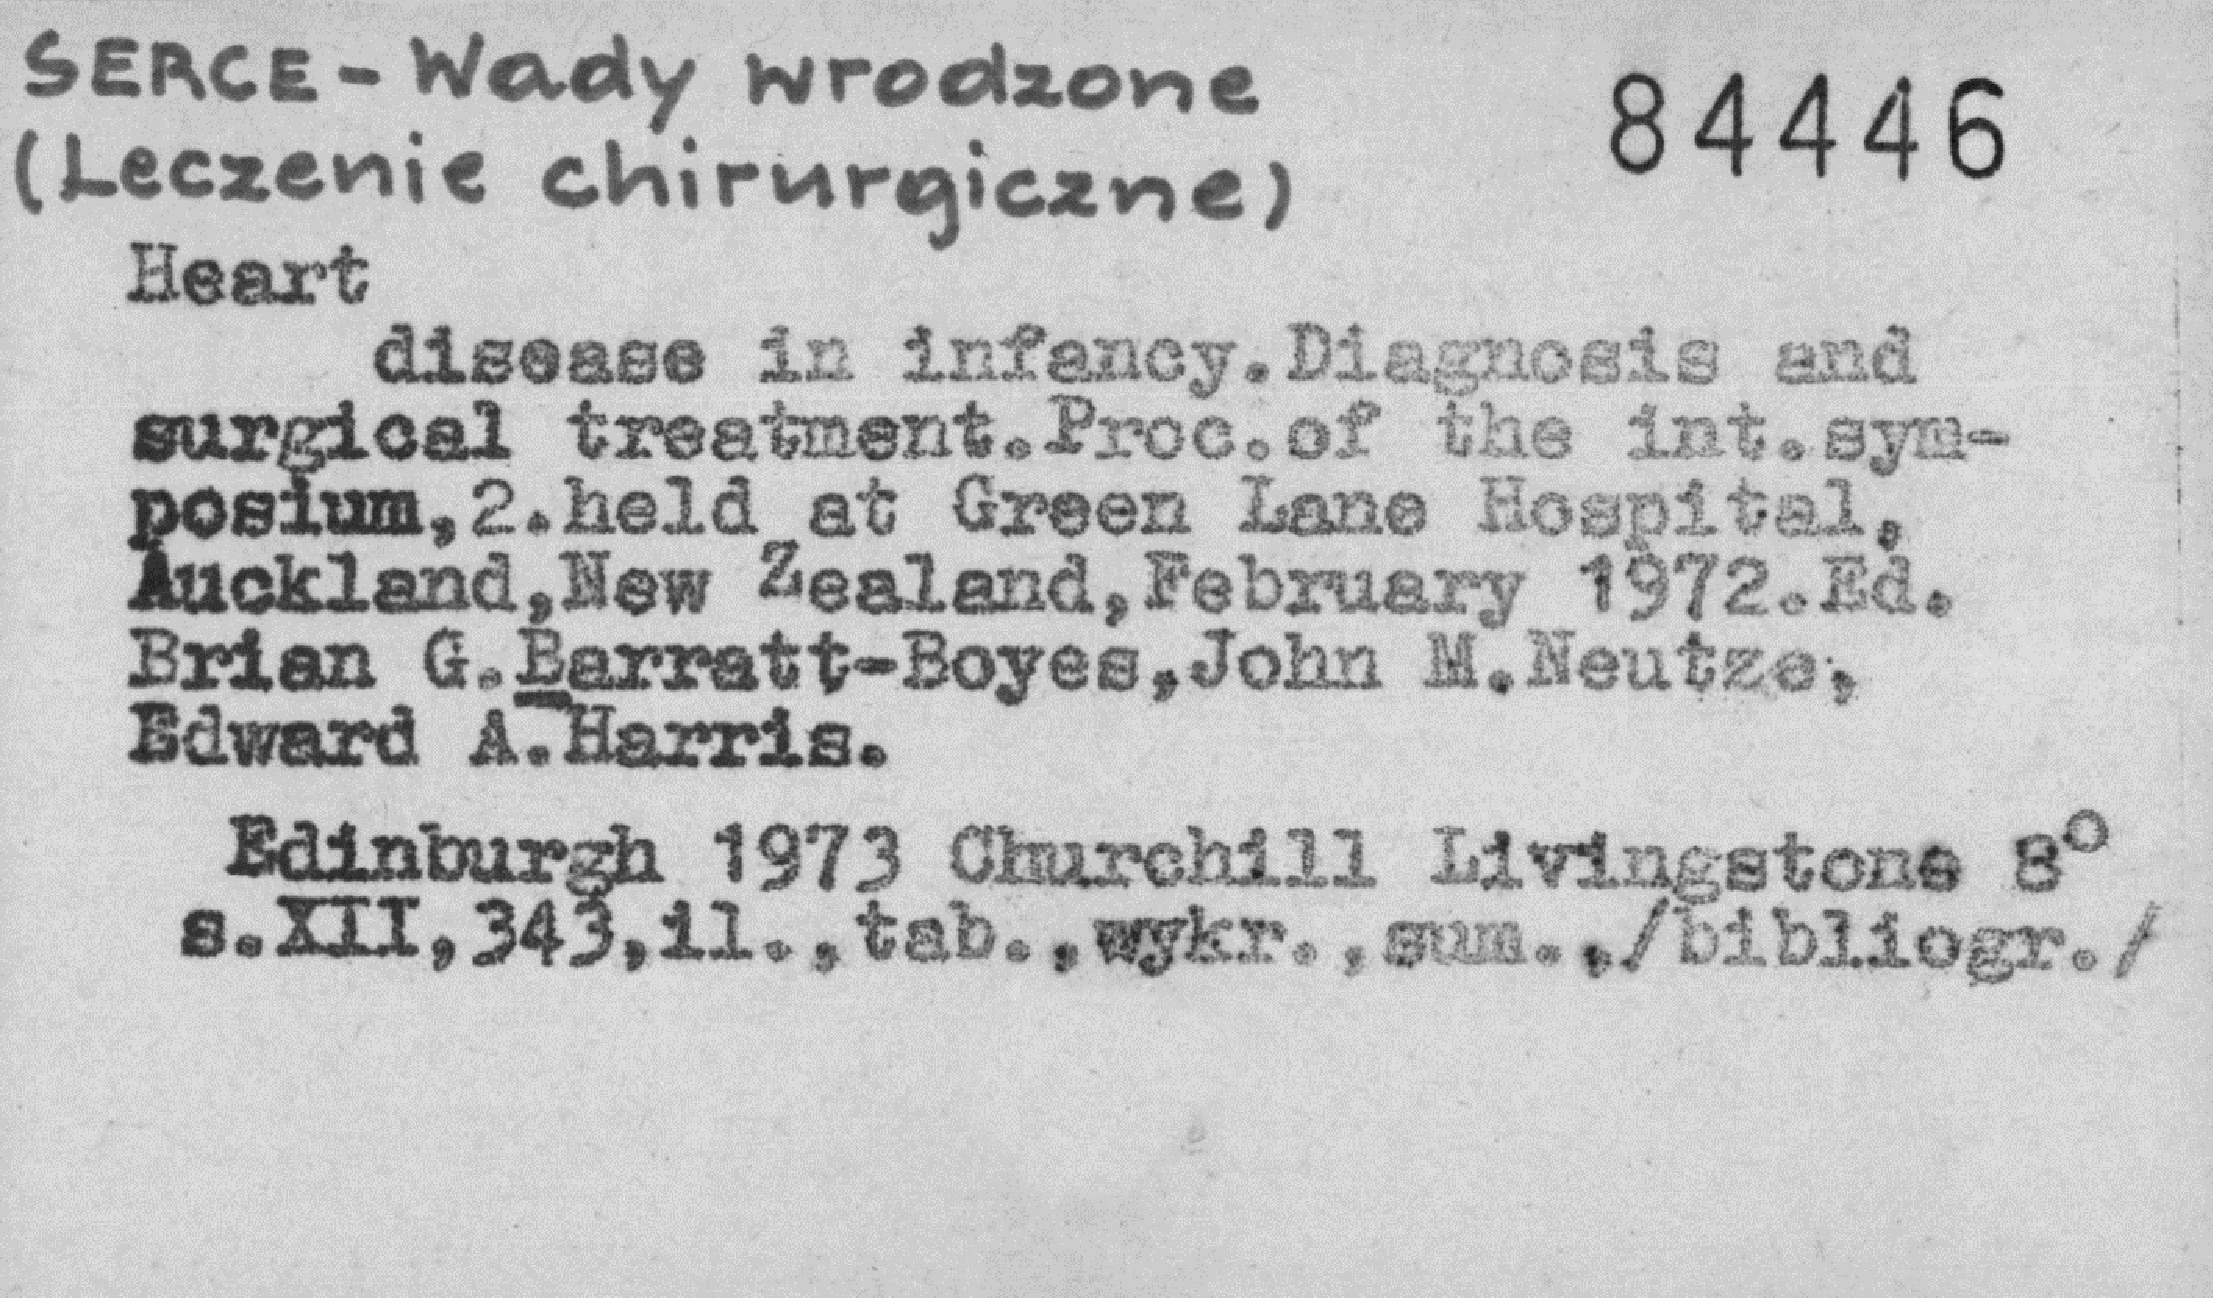 SERCE - Wady wrodzone
84446
(Leczenie chirurgiczne)
Heart
disease in infancy.Diagnosis and
surgical treatment.Proc.of the int.sym-
posium,2.held at Green Lane Hospital,
Auckland,New Zealand,February 1972.Ed.
Brian G.Barratt-Boyes,John M.Neutze,
Edward A.Harris.
Edinburgh 1973 Churchill Livingstone 8°
s.XII,343,il.,tab.,wykr.,sum.,/bibliogr./